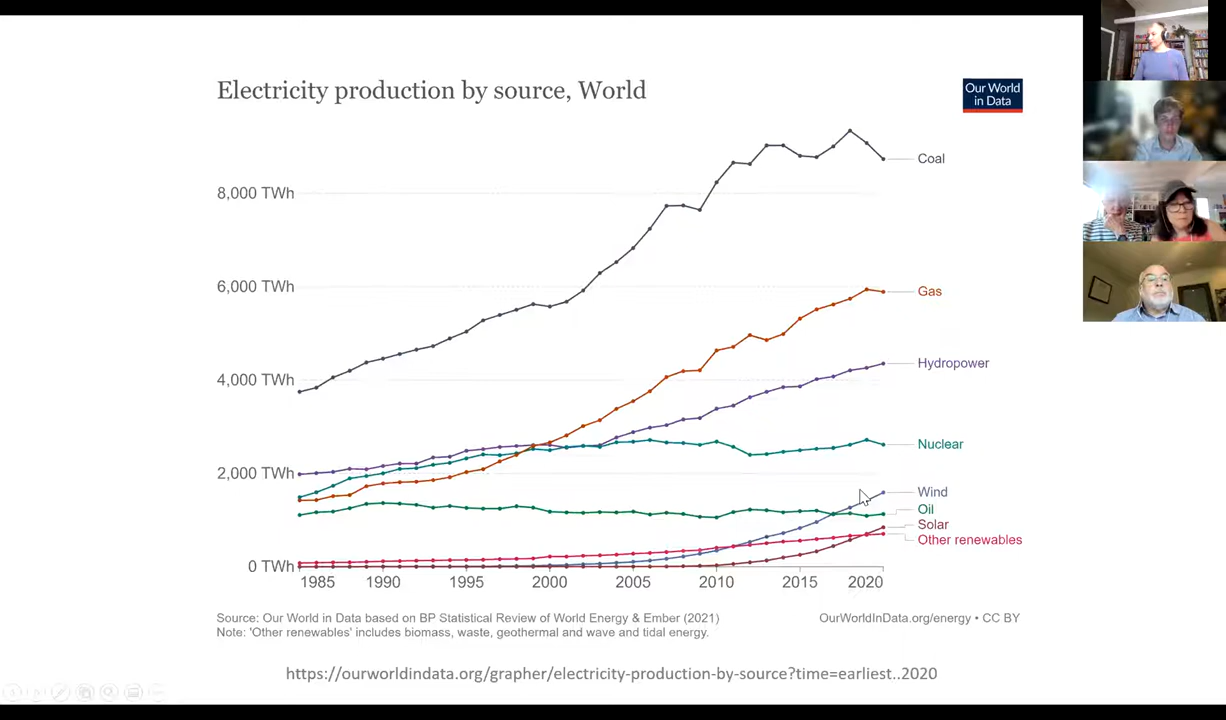 Electricity production by source, World
Our World
in Data
Coal
8,000 TWh
Gas
6,000 TWh
Hydropower
4,000 TWh
Nuclear
2,000 TWh
Wind
Oil
Solar
Other renewables
0 TWh
1985 1990 1995 2000 2005 2010 2015 2020
Source: Our World in Data based on BP Statistical Review of World Energy & Ember (2021)
OurWorldInData.org/energy • CC BY
Note: 'Other renewables' includes biomass, waste, geothermal and wave and tidal energy.
https://ourworldindata.org/grapher/electricity-production-by-source?time=earliest..2020